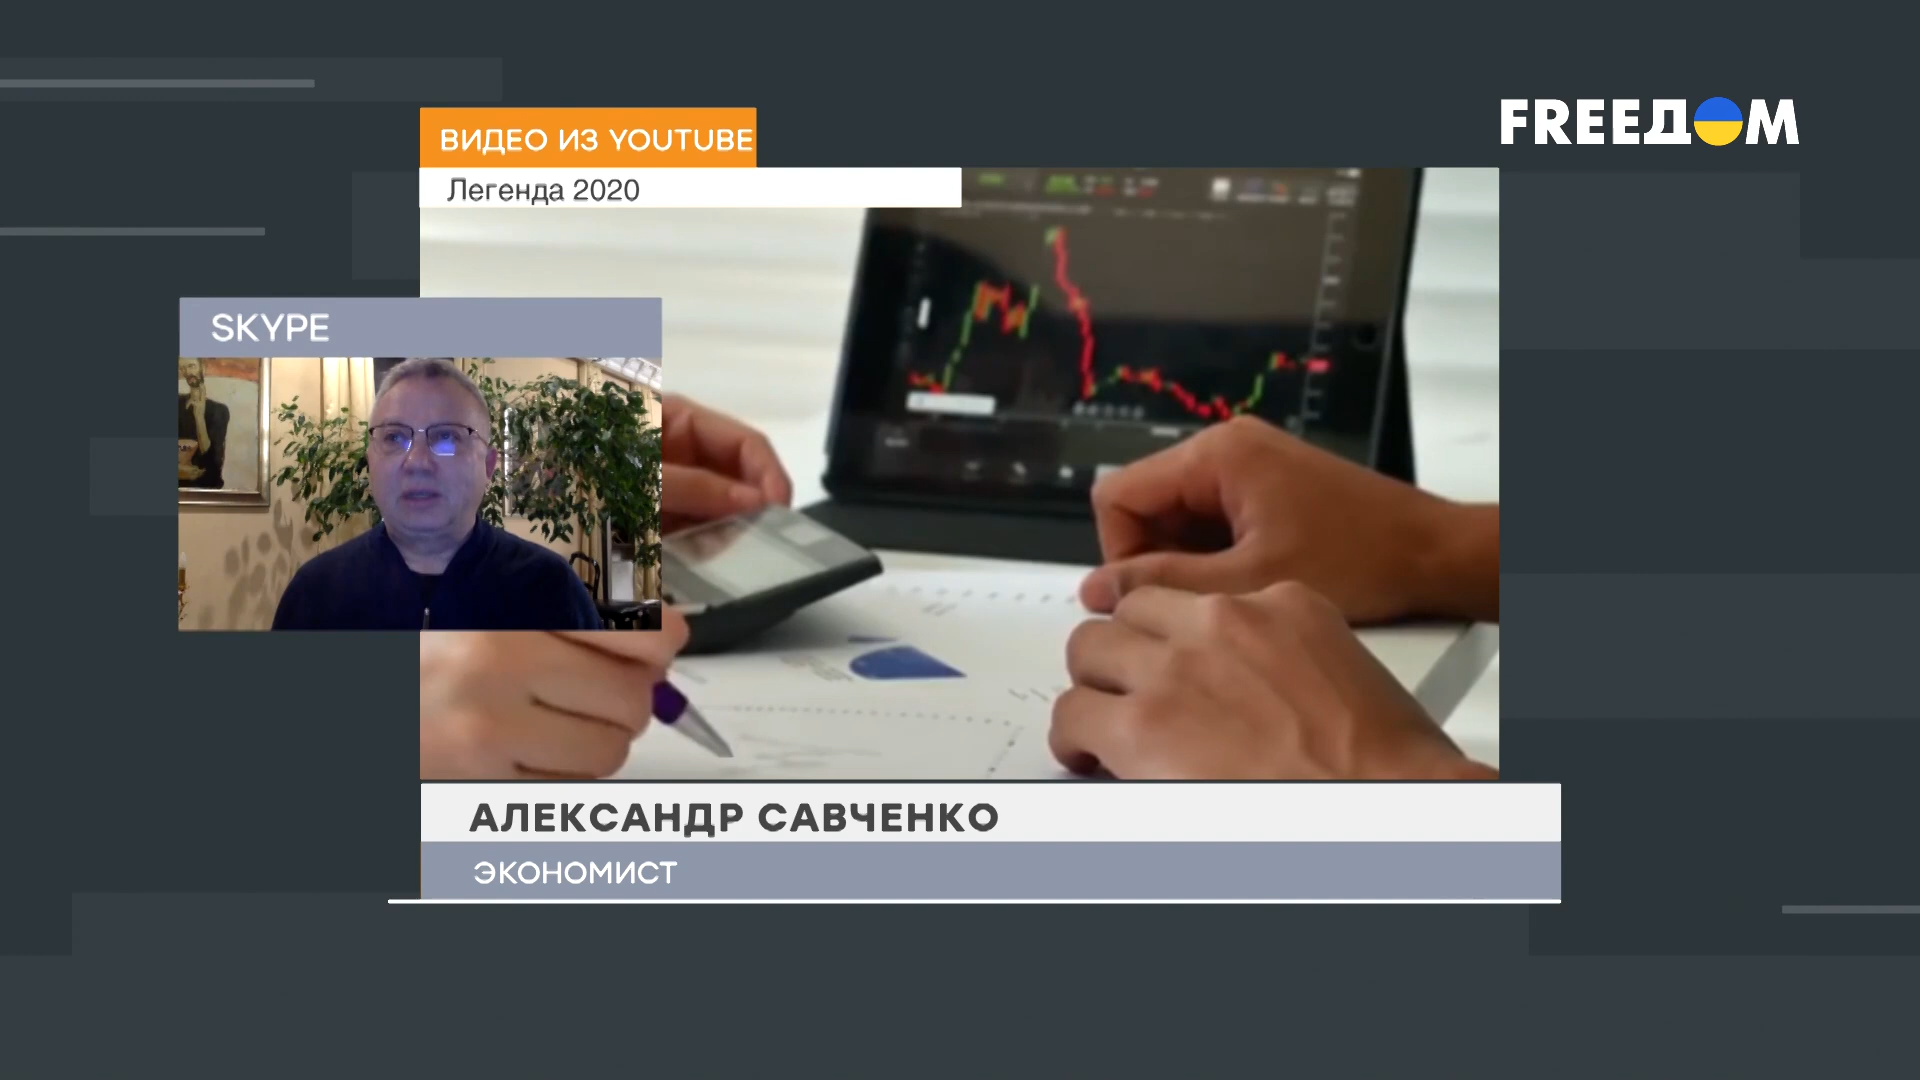 FREEДOM
ВИДЕО ИЗ YOUTUBE
Легенда 2020
SKYPE
АЛЕКСАНДР САВЧЕНКО
ЭКОНОМИСТ